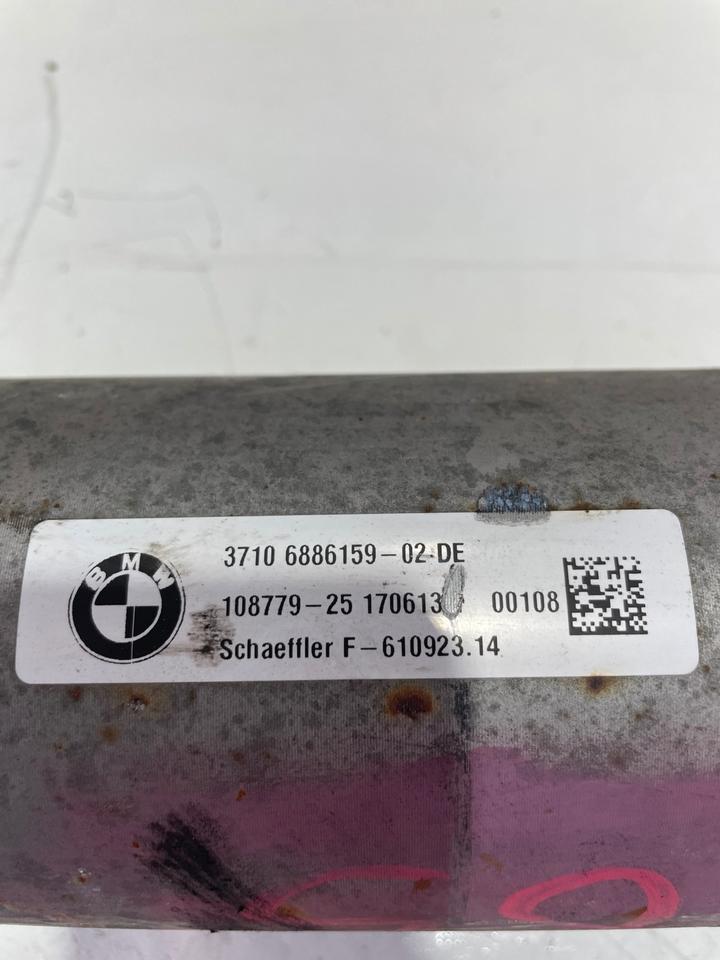 BMW
3710 6886159-02 DE
108779-25 170613 00108
Schaeffler F-610923.14